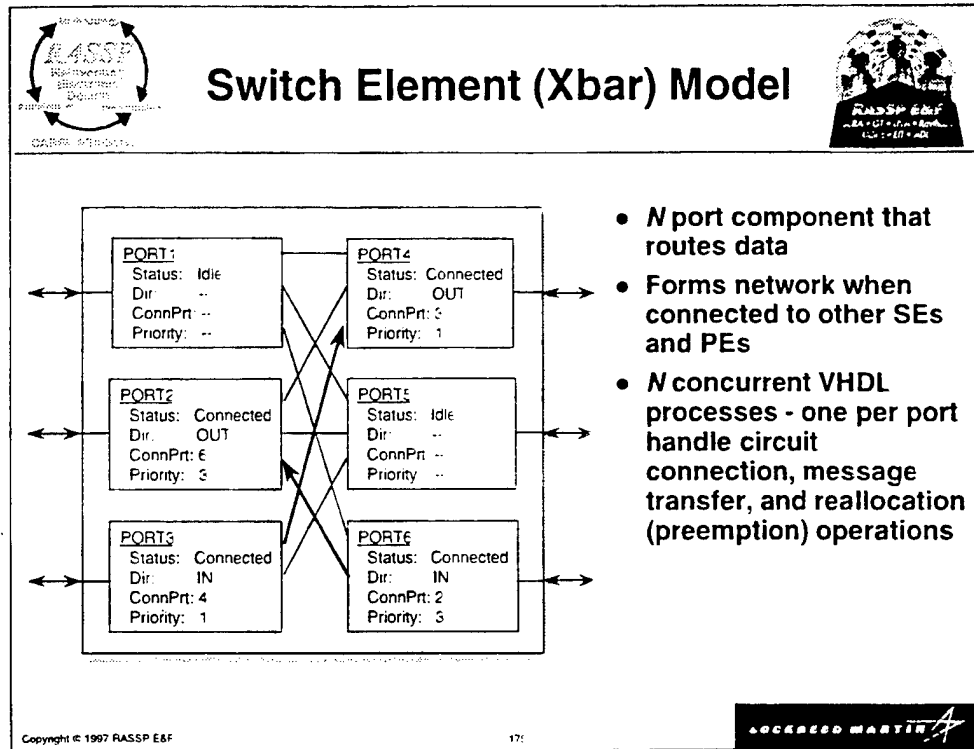 RASSP
Switch Element (Xbar) Model
RASSP E&F
PORT1
Status: Idle
Dir: --
ConnPrt: --
Priority: --
PORT2
Status: Connected
Dir: OUT
ConnPrt: 6
Priority: 3
PORT3
Status: Connected
Dir: IN
ConnPrt: 4
Priority: 1
PORT4
Status: Connected
Dir: OUT
ConnPrt: 3
Priority: 1
PORT5
Status: Idle
Dir: --
ConnPrt --
Priority --
PORT6
Status: Connected
Dir: IN
ConnPrt: 2
Priority: 3
● N port component that
routes data
● Forms network when
connected to other SEs
and PEs
● N concurrent VHDL
processes - one per port
handle circuit
connection, message
transfer, and reallocation
(preemption) operations
Copyright © 1997 RASSP E&F
LOCKHEED MARTIN